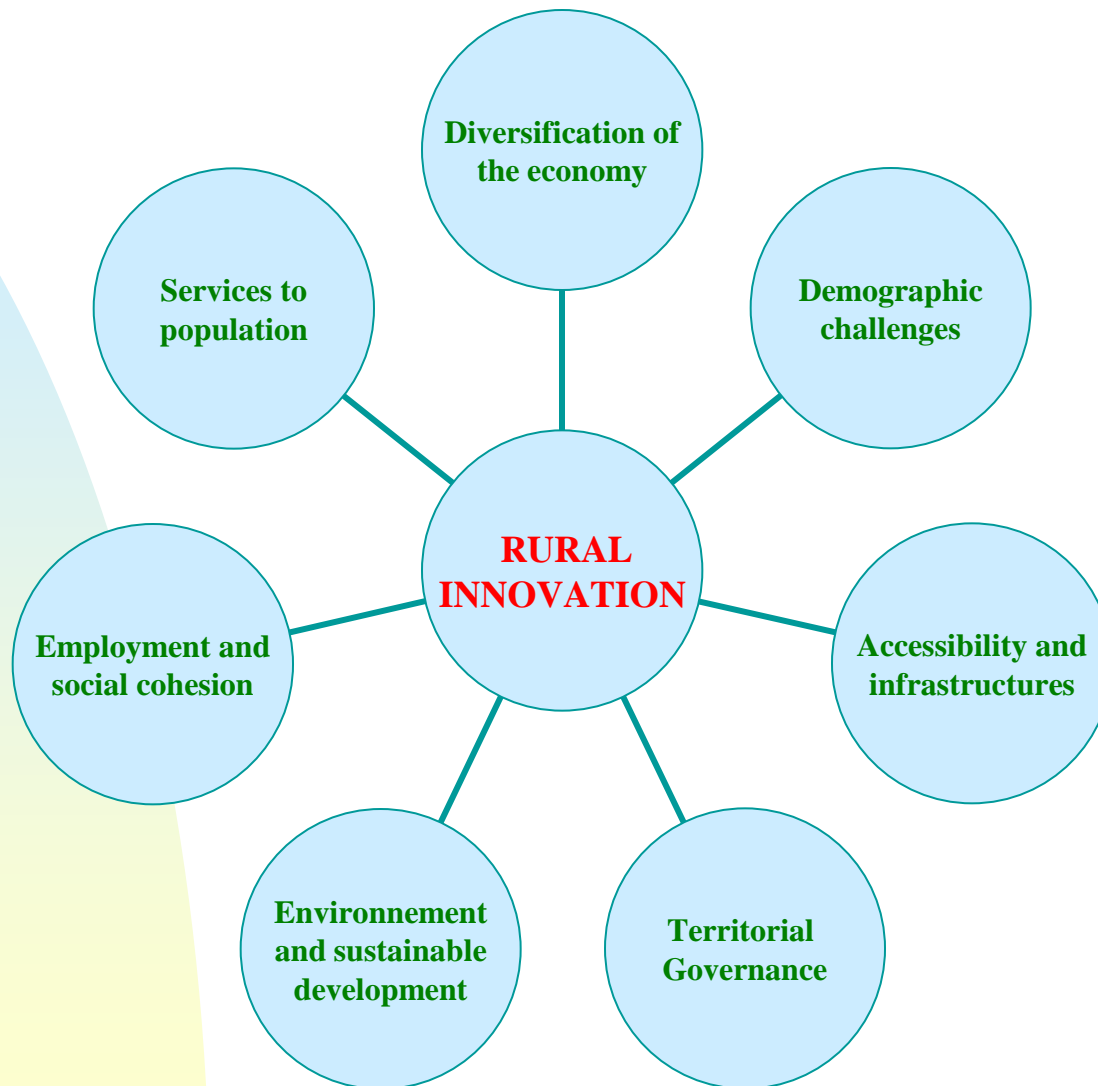 Diversification of
the economy
Services to
population
Demographic
challenges
RURAL
INNOVATION
Employment and
social cohesion
Accessibility and
infrastructures
Environnement
and sustainable
development
Territorial
Governance